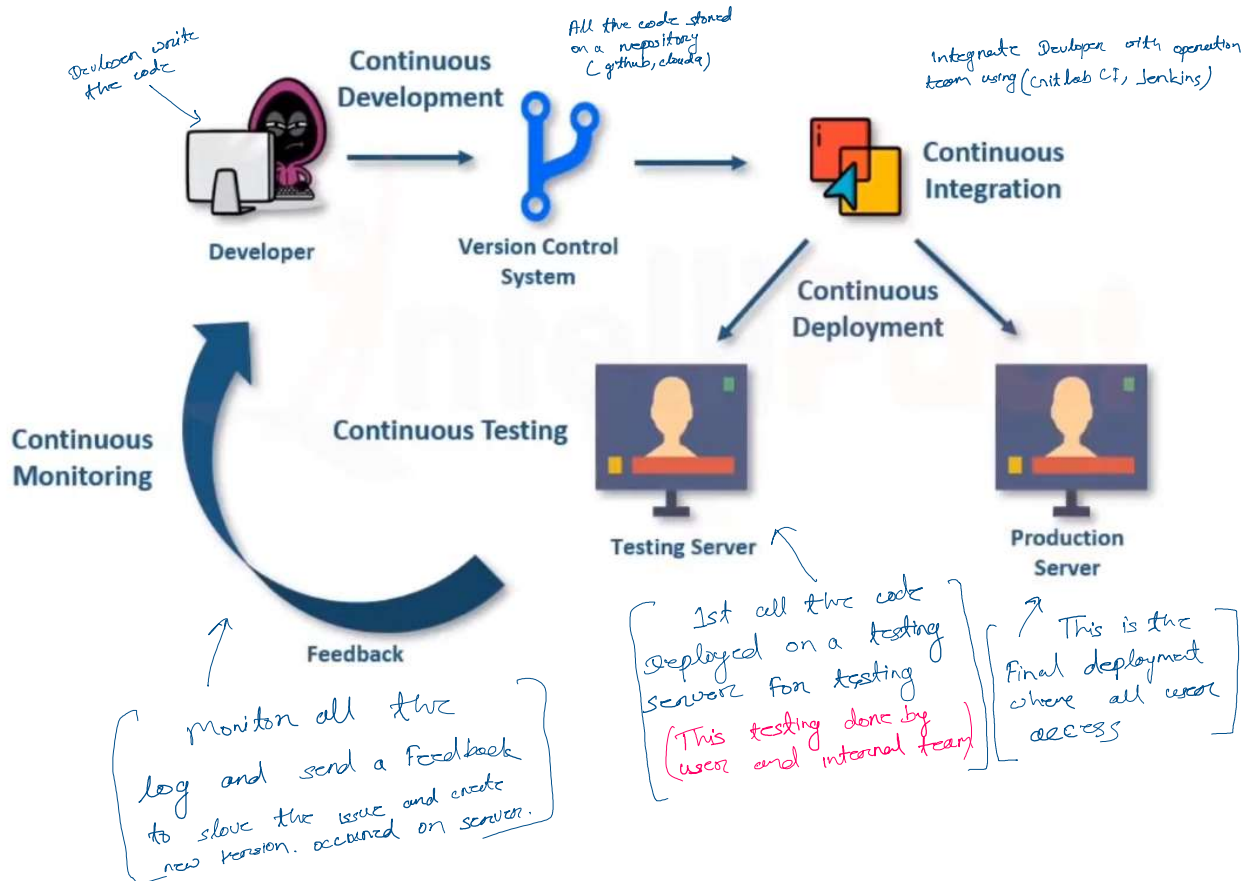 Devloper write
the code
Continuous
Development
All the code stored
on a repository
(github, cloud)
Integrate Devloper with operation
team using (Gitlab CI, Jenkins)
Developer
Version Control
System
Continuous
Integration
Continuous
Deployment
Continuous
Monitoring
Continuous Testing
Testing Server
Production
Server
Feedback
1st all the code
Deployed on a testing
server for testing
(This testing done by
user and internal team)
This is the
Final deployment
where all user
access
Monitor all the
log and send a Feedback
to slove the issue and create
new version. occured on server.